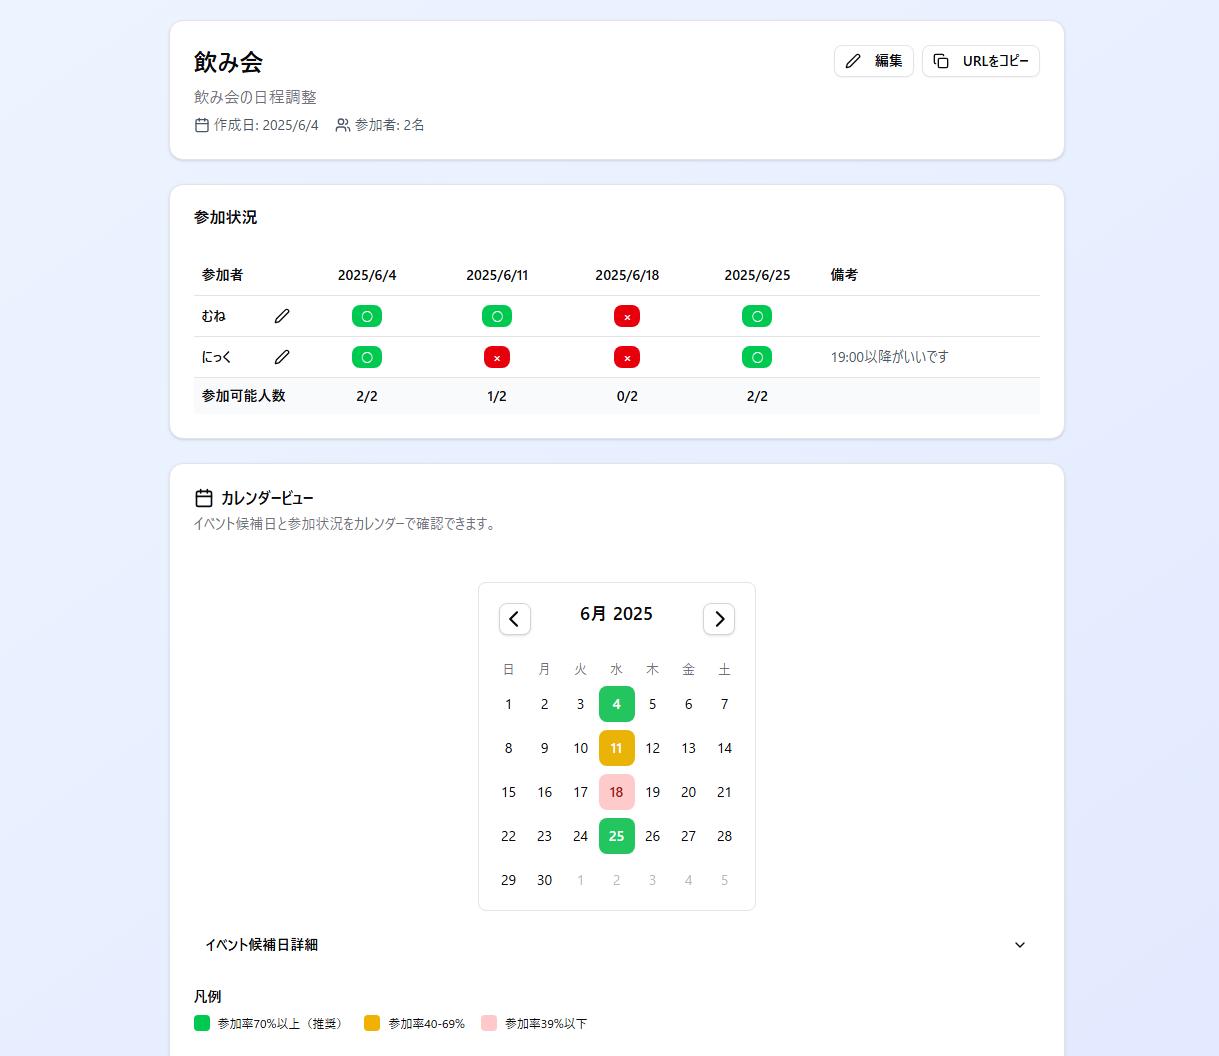 飲み会
編集
URLをコピー
飲み会の日程調整
作成日: 2025/6/4 参加者: 2名
参加状況
参加者 2025/6/4 2025/6/11 2025/6/18 2025/6/25 備考
むね ○ ○ × ○
にっく ○ × × ○ 19:00以降がいいです
参加可能人数 2/2 1/2 0/2 2/2
カレンダービュー
イベント候補日と参加状況をカレンダーで確認できます。
6月 2025
日 月 火 水 木 金 土
1 2 3 4 5 6 7
8 9 10 11 12 13 14
15 16 17 18 19 20 21
22 23 24 25 26 27 28
29 30 1 2 3 4 5
イベント候補日詳細
凡例
参加率70%以上（推奨） 参加率40-69% 参加率39%以下